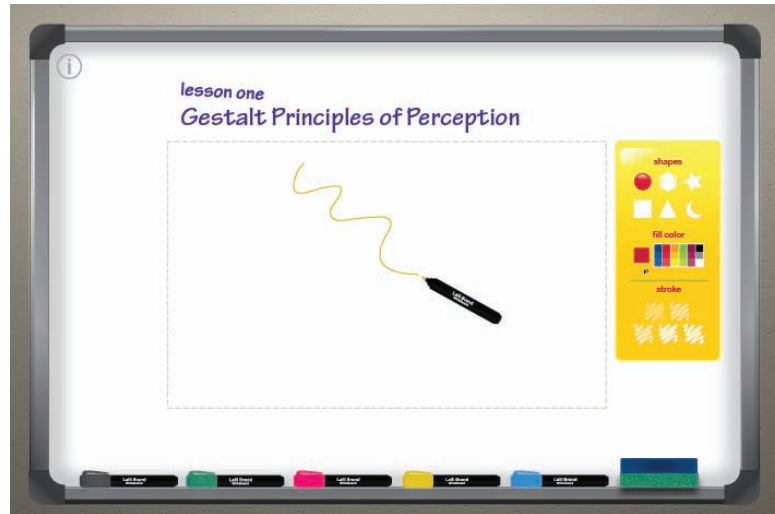 i
lesson one
Gestalt Principles of Perception
shapes
fill color
stroke